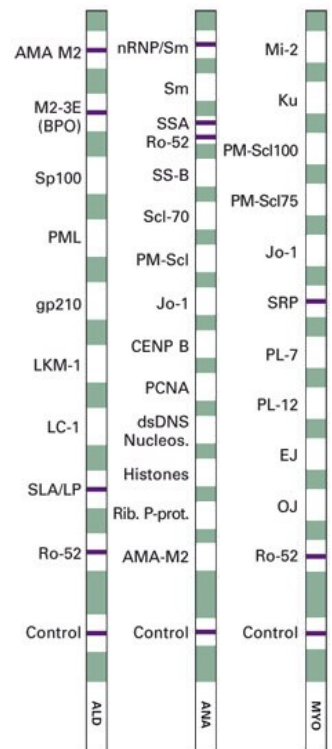 AMA M2
M2-3E
(BPO)
Sp100
PML
gp210
LKM-1
LC-1
SLA/LP
Ro-52
Control
ALD
nRNP/Sm
Sm
SSA
Ro-52
SS-B
Scl-70
PM-Scl
Jo-1
CENP B
PCNA
dsDNS
Nucleos.
Histones
Rib. P-prot.
AMA-M2
Control
ANA
Mi-2
Ku
PM-Scl100
PM-Scl75
Jo-1
SRP
PL-7
PL-12
EJ
OJ
Ro-52
Control
MYO